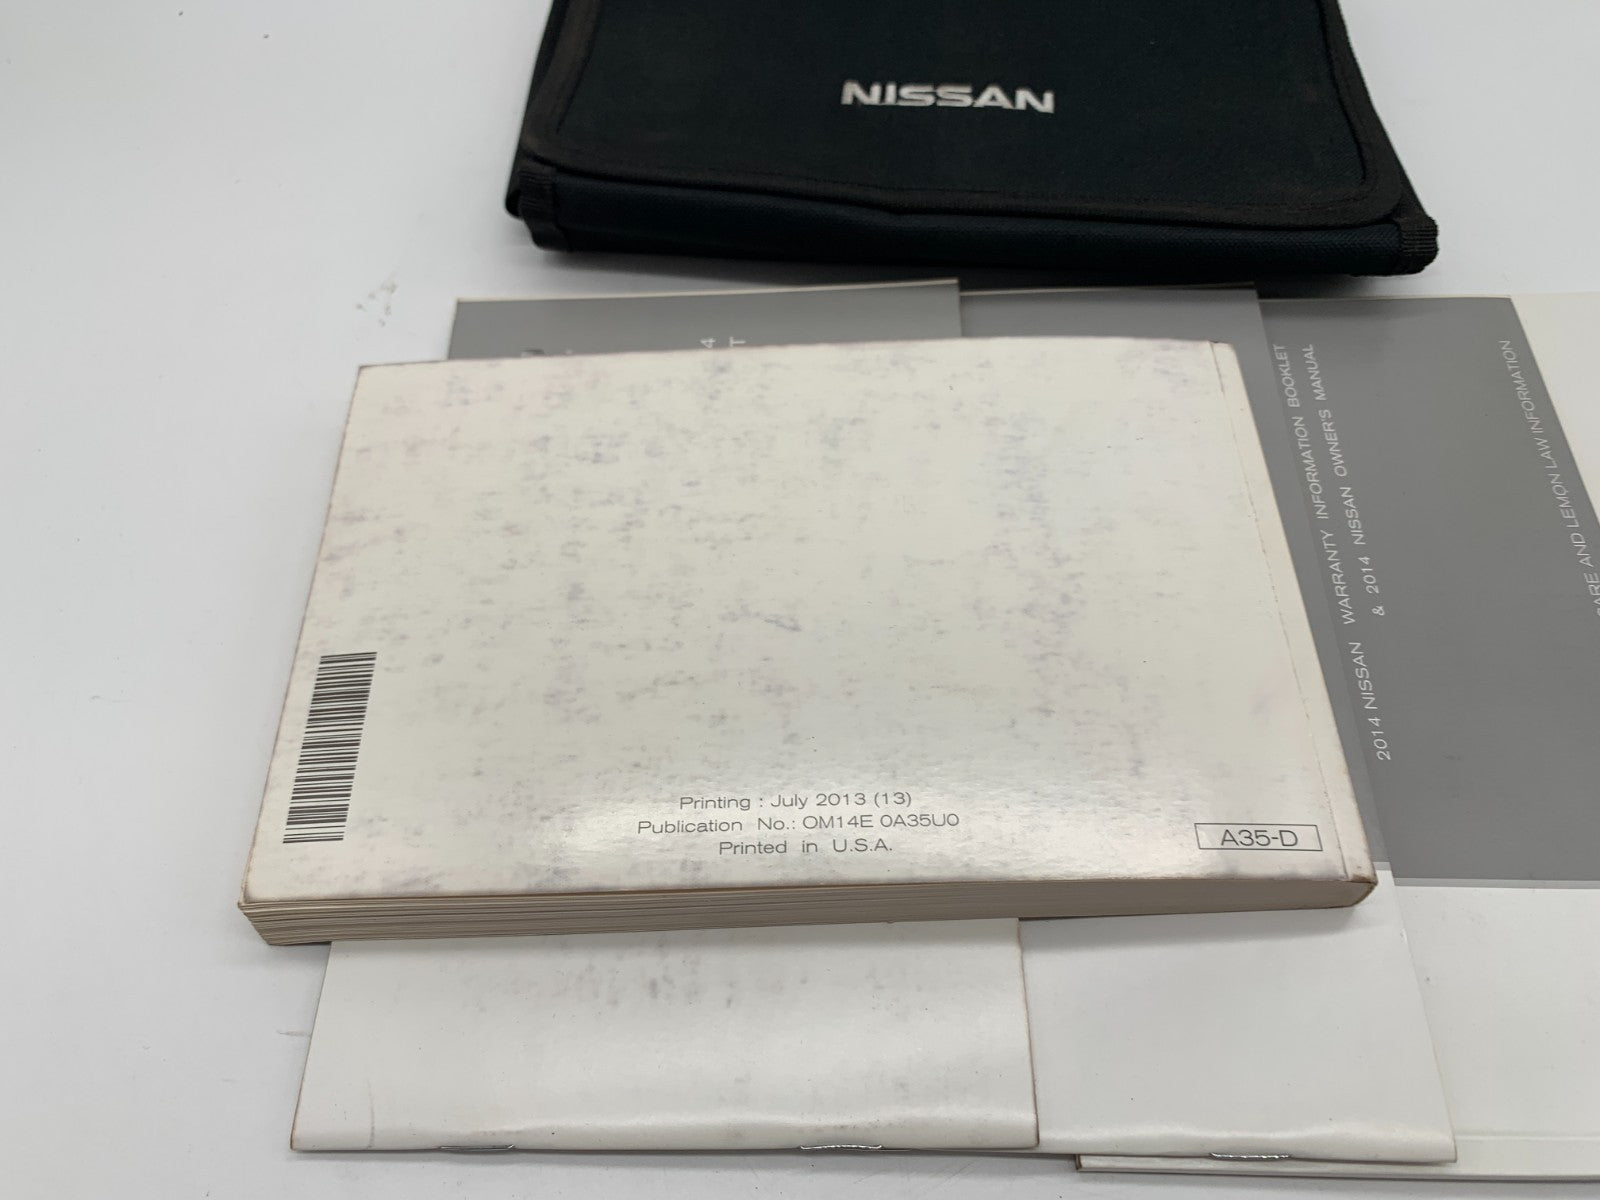 NISSAN
Printing : July 2013 (13)
Publication No.: OM14E 0A35U0
Printed in U.S.A.
A35-D
2014 NISSAN WARRANTY INFORMATION BOOKLET
& 2014 NISSAN OWNER'S MANUAL
AND LEMON LAW INFORMATION